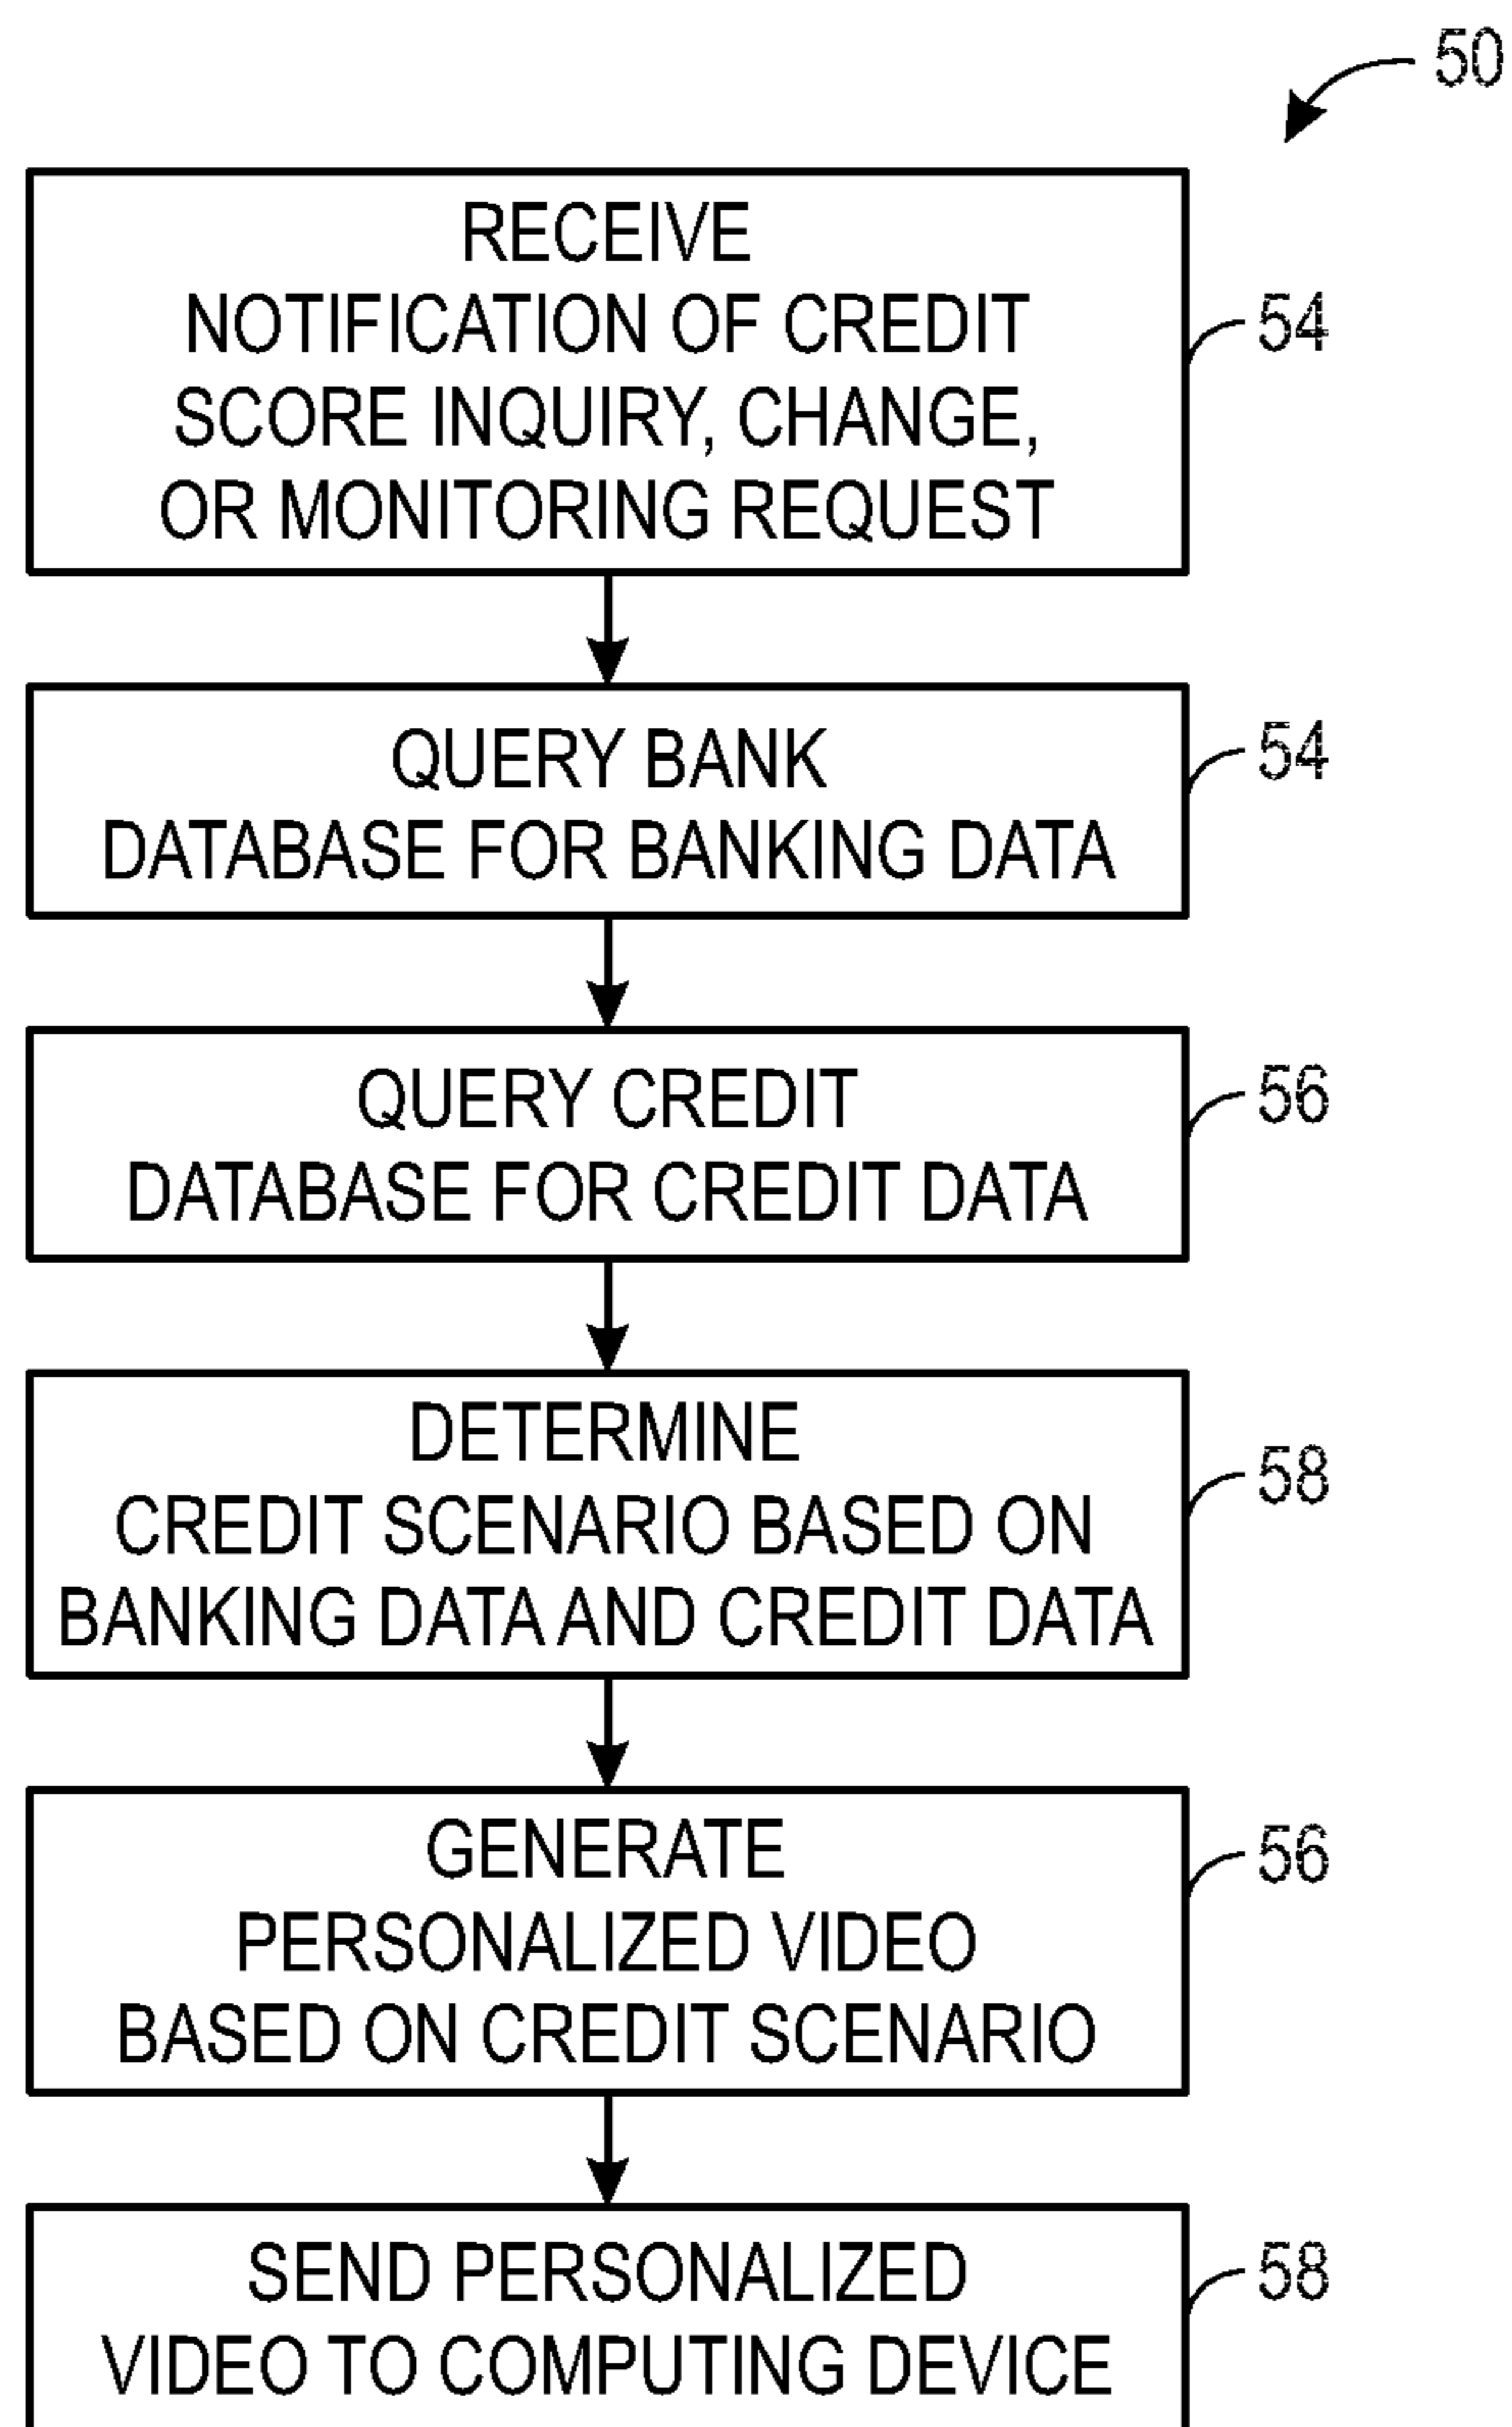 50
RECEIVE
NOTIFICATION OF CREDIT
SCORE INQUIRY, CHANGE,
OR MONITORING REQUEST
54
QUERY BANK
DATABASE FOR BANKING DATA
54
QUERY CREDIT
DATABASE FOR CREDIT DATA
56
DETERMINE
CREDIT SCENARIO BASED ON
BANKING DATA AND CREDIT DATA
58
GENERATE
PERSONALIZED VIDEO
BASED ON CREDIT SCENARIO
56
SEND PERSONALIZED
VIDEO TO COMPUTING DEVICE
58